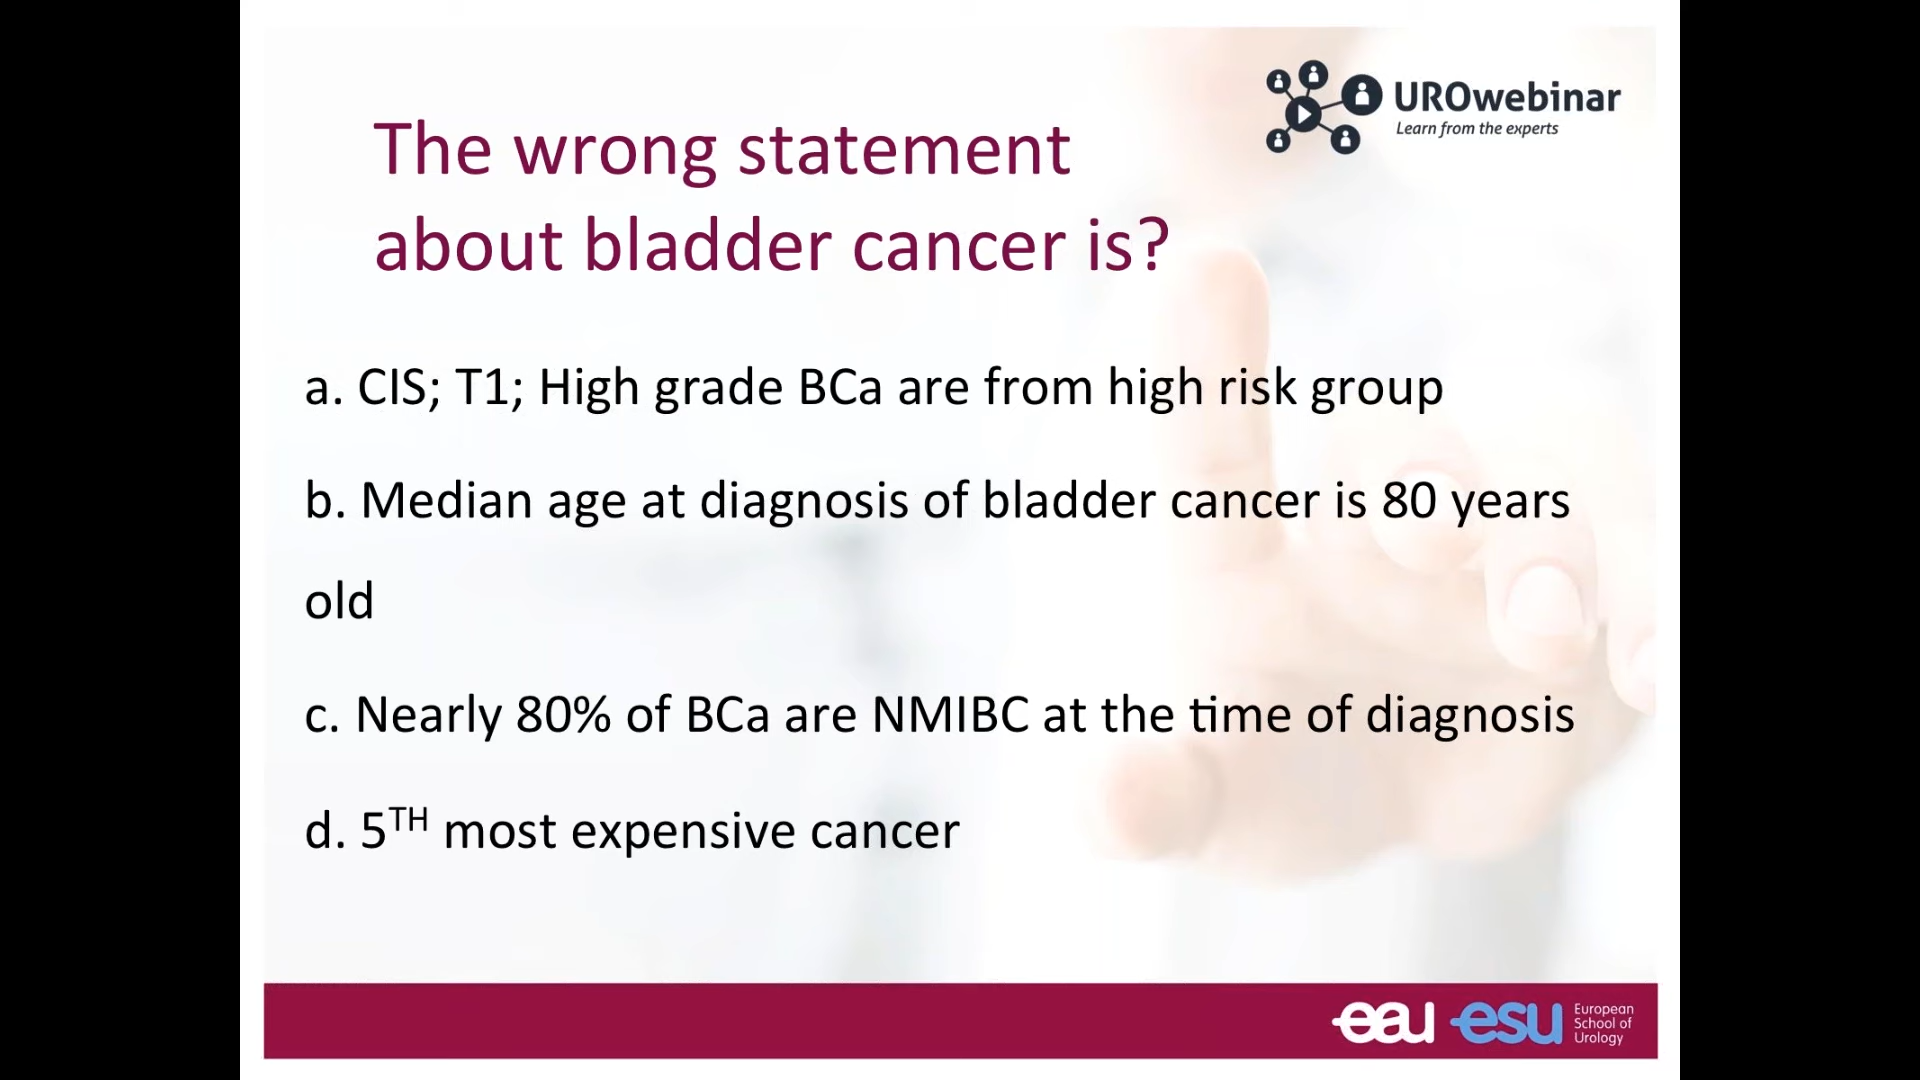 UROwebinar
Learn from the experts
The wrong statement
about bladder cancer is?
a. CIS; T1; High grade BCa are from high risk group
b. Median age at diagnosis of bladder cancer is 80 years
old
c. Nearly 80% of BCa are NMIBC at the time of diagnosis
d. 5TH most expensive cancer
eau esu
European
School of
Urology